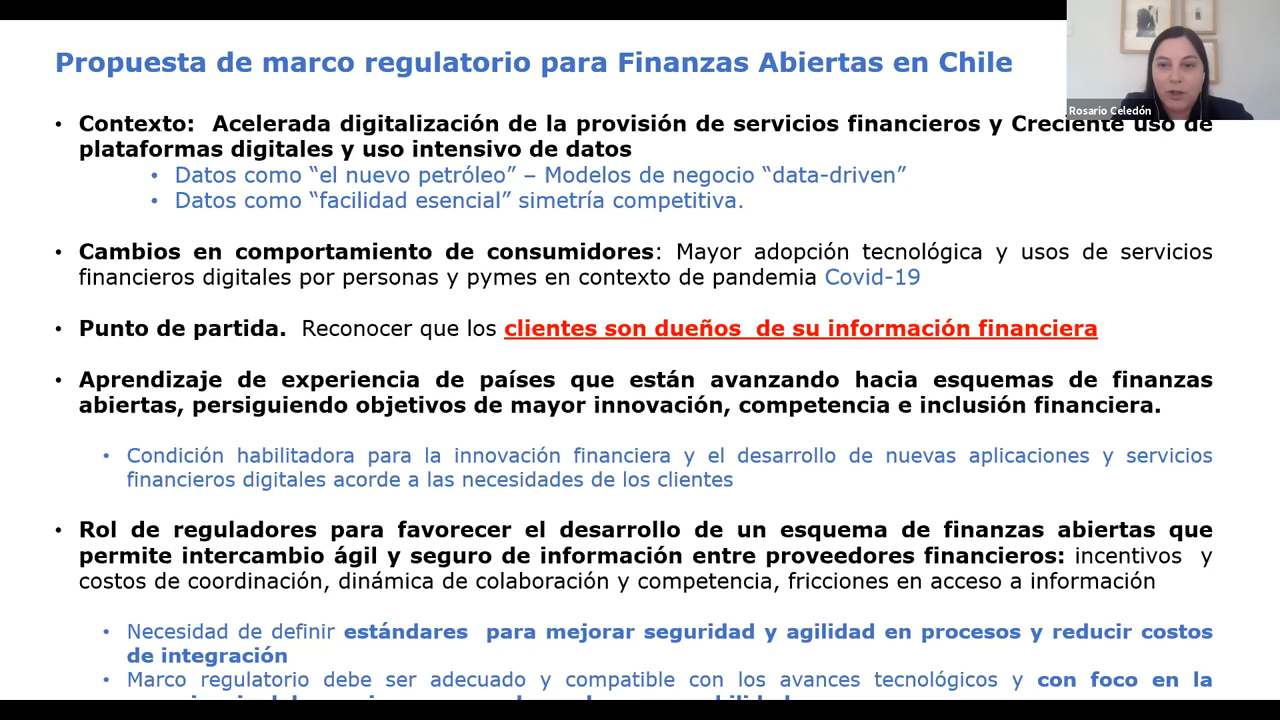 Propuesta de marco regulatorio para Finanzas Abiertas en Chile
Rosario Celedón
• Contexto: Acelerada digitalización de la provisión de servicios financieros y Creciente uso de
plataformas digitales y uso intensivo de datos
• Datos como “el nuevo petróleo” – Modelos de negocio “data-driven”
• Datos como “facilidad esencial” simetría competitiva.
• Cambios en comportamiento de consumidores: Mayor adopción tecnológica y usos de servicios
financieros digitales por personas y pymes en contexto de pandemia Covid-19
• Punto de partida. Reconocer que los clientes son dueños de su información financiera
• Aprendizaje de experiencia de países que están avanzando hacia esquemas de finanzas
abiertas, persiguiendo objetivos de mayor innovación, competencia e inclusión financiera.
• Condición habilitadora para la innovación financiera y el desarrollo de nuevas aplicaciones y servicios
financieros digitales acorde a las necesidades de los clientes
• Rol de reguladores para favorecer el desarrollo de un esquema de finanzas abiertas que
permite intercambio ágil y seguro de información entre proveedores financieros: incentivos y
costos de coordinación, dinámica de colaboración y competencia, fricciones en acceso a información
• Necesidad de definir estándares para mejorar seguridad y agilidad en procesos y reducir costos
de integración
• Marco regulatorio debe ser adecuado y compatible con los avances tecnológicos y con foco en la